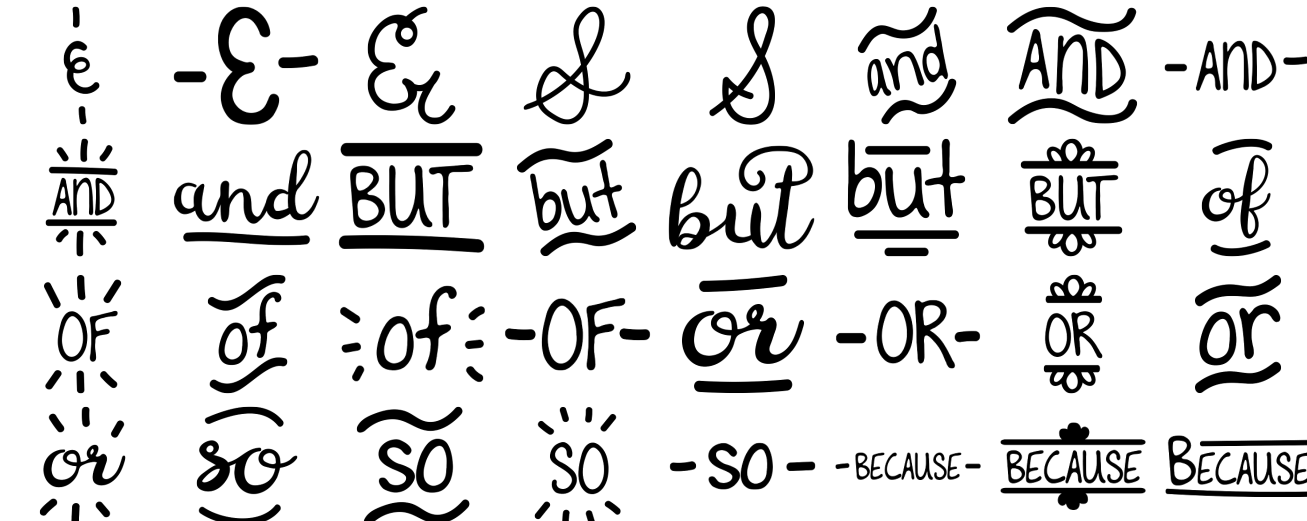 & & & & & and AND -AND-
AND and BUT but but but BUT of
OF of of -OF- or -OR- OR or
or so so SO -so- -BECAUSE- BECAUSE BECAUSE